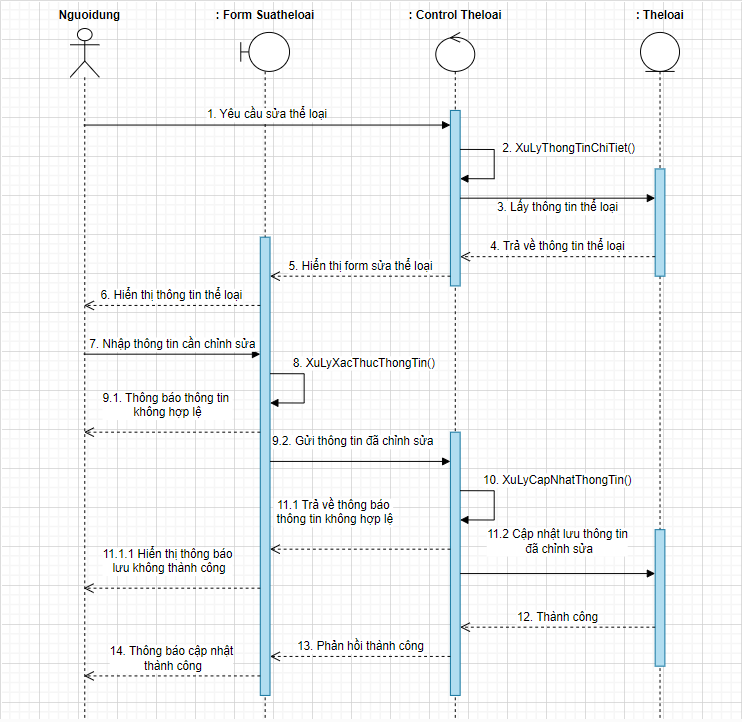 Nguoidung
: Form Suatheloai
: Control Theloai
: Theloai
1. Yêu cầu sửa thể loại
2. XuLyThongTinChiTiet()
3. Lấy thông tin thể loại
4. Trả về thông tin thể loại
5. Hiển thị form sửa thể loại
6. Hiển thị thông tin thể loại
7. Nhập thông tin cần chỉnh sửa
8. XuLyXacThucThongTin()
9.1. Thông báo thông tin
không hợp lệ
9.2. Gửi thông tin đã chỉnh sửa
10. XuLyCapNhatThongTin()
11.1 Trả về thông báo
thông tin không hợp lệ
11.2 Cập nhật lưu thông tin
đã chỉnh sửa
11.1.1 Hiển thị thông báo
lưu không thành công
12. Thành công
13. Phản hồi thành công
14. Thông báo cập nhật
thành công